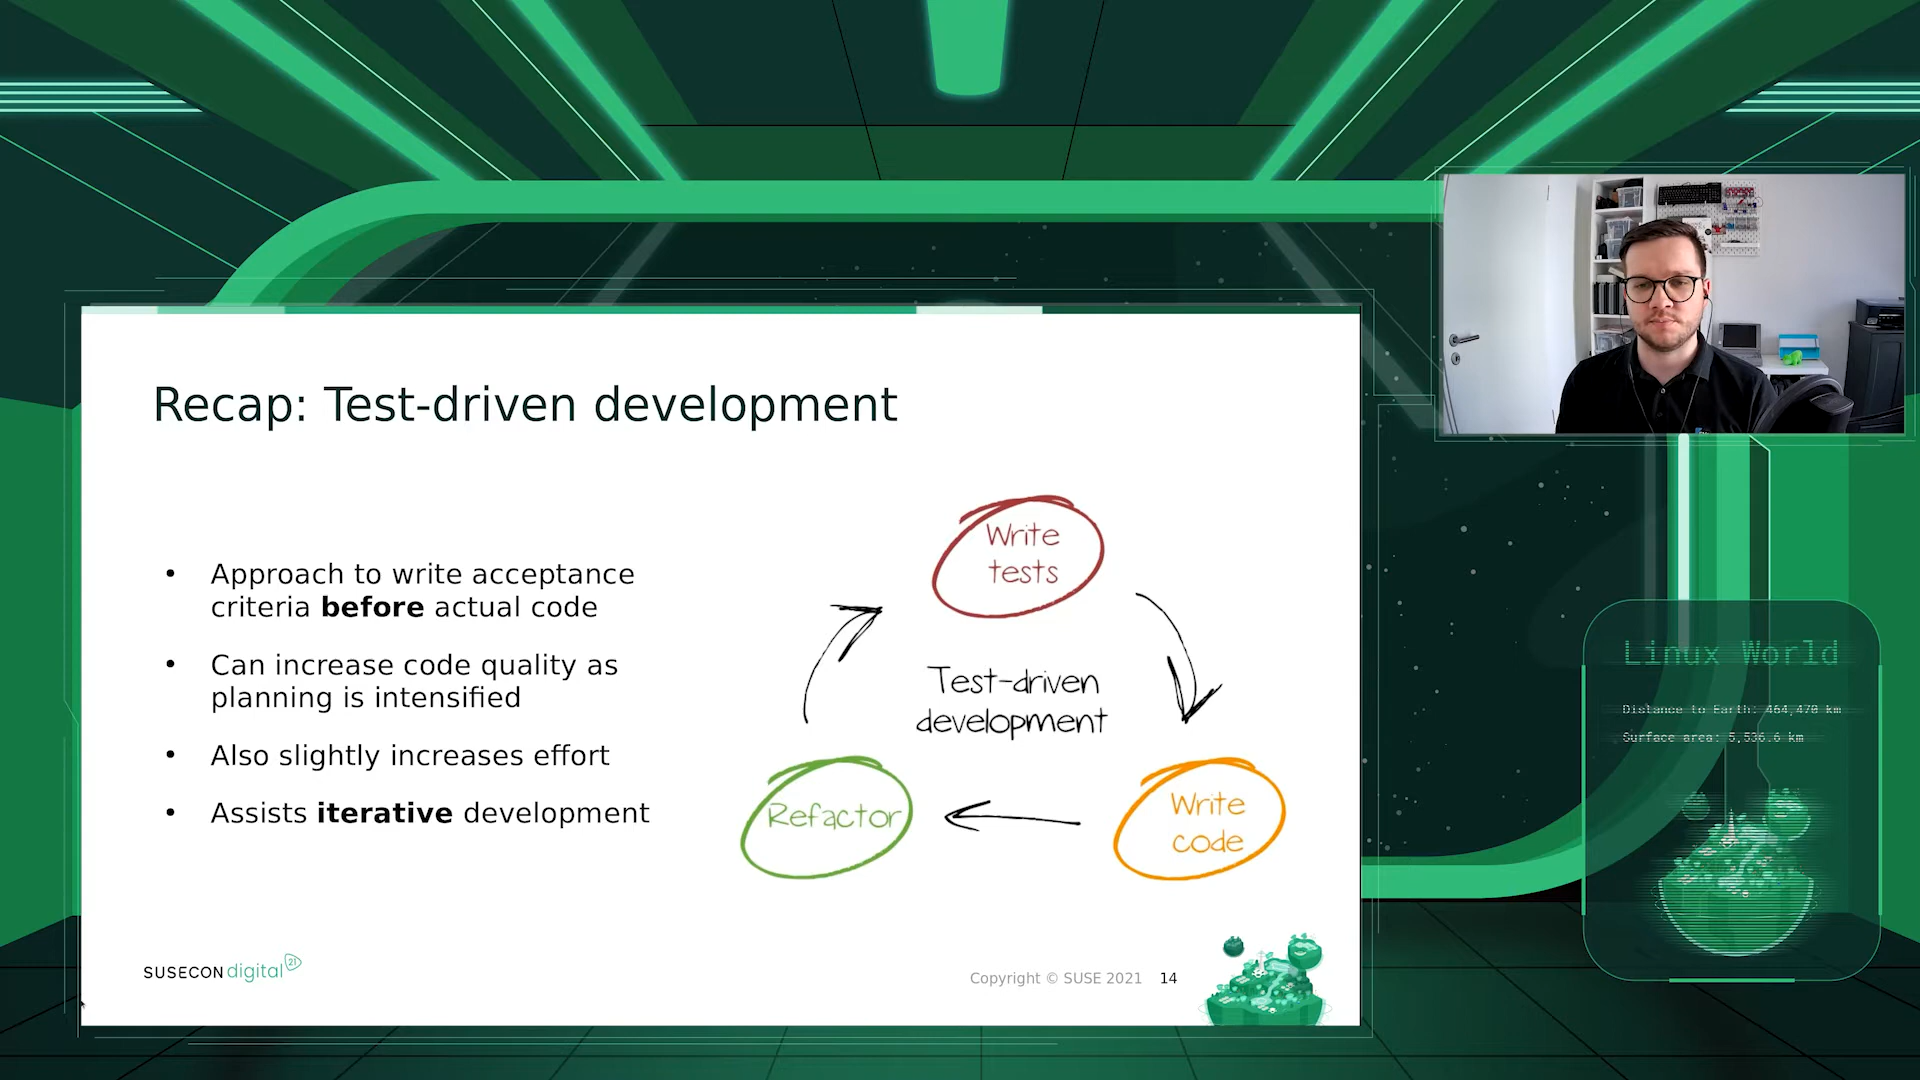 Recap: Test-driven development
Approach to write acceptance
criteria before actual code
Can increase code quality as
planning is intensified
Also slightly increases effort
Assists iterative development
Write
tests
Test-driven
development
Refactor
Write
code
SUSECON digital 21
Copyright © SUSE 2021 14
Linux World
Distance to Earth: 464,470 km
Surface area: 5,536.6 km